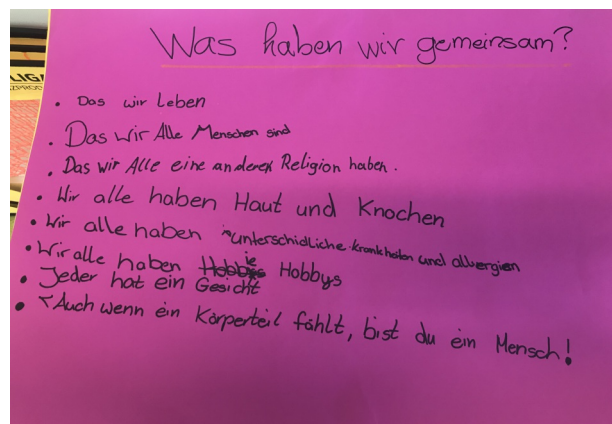 Was haben wir gemeinsam?
• Das wir Leben
• Das wir Alle Menschen sind
• Das wir Alle eine anderen Religion haben.
• Wir alle haben Haut und Knochen
• Wir alle haben unterschidliche krankheiten und allergien
• Wir alle haben Hobbys
• Jeder hat ein Gesicht
• Auch wenn ein Körperteil fählt, bist du ein Mensch!